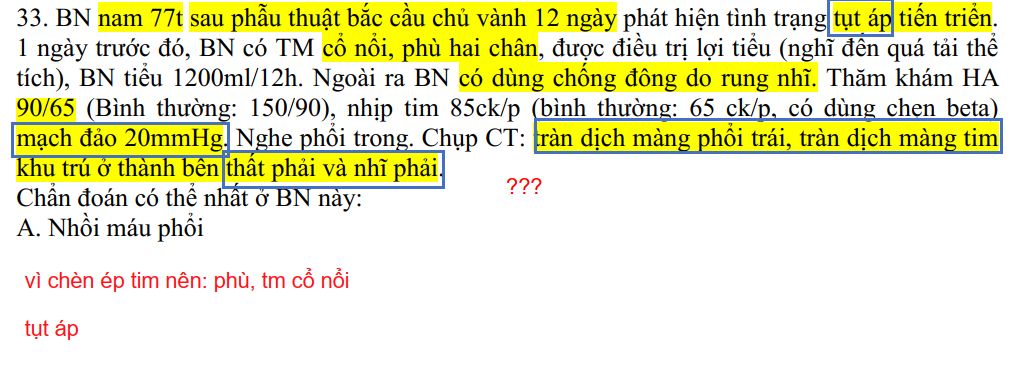 33. BN nam 77t sau phẫu thuật bắc cầu chủ vành 12 ngày phát hiện tình trạng tụt áp tiến triển.
1 ngày trước đó, BN có TM cổ nổi, phù hai chân, được điều trị lợi tiểu (nghĩ đến quá tải thể
tích), BN tiểu 1200ml/12h. Ngoài ra BN có dùng chống đông do rung nhĩ. Thăm khám HA
90/65 (Bình thường: 150/90), nhịp tim 85ck/p (bình thường: 65 ck/p, có dùng chẹn beta)
mạch đảo 20mmHg. Nghe phổi trong. Chụp CT: tràn dịch màng phổi trái, tràn dịch màng tim
khu trú ở thành bên thất phải và nhĩ phải.
???
Chẩn đoán có thể nhất ở BN này:
A. Nhồi máu phổi
vì chèn ép tim nên: phù, tm cổ nổi
tụt áp